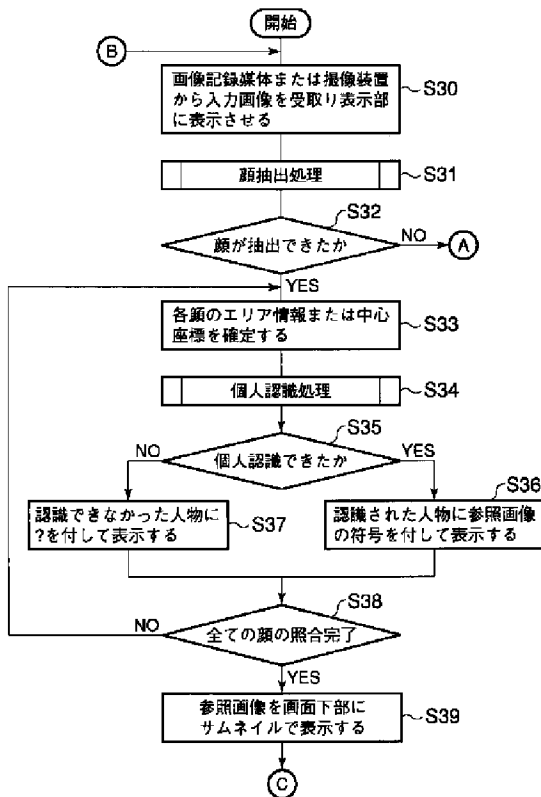 開始
B
画像記録媒体または撮像装置
から入力画像を受取り表示部
に表示させる
S30
顔抽出処理
S31
S32
顔が抽出できたか
NO
A
YES
各顔のエリア情報または中心
座標を確定する
S33
個人認識処理
S34
S35
NO
個人認識できたか
YES
S36
認識できなかった人物に
?を付して表示する
S37
認識された人物に参照画像
の符号を付して表示する
S38
NO
全ての顔の照合完了
YES
参照画像を画面下部に
サムネイルで表示する
S39
C